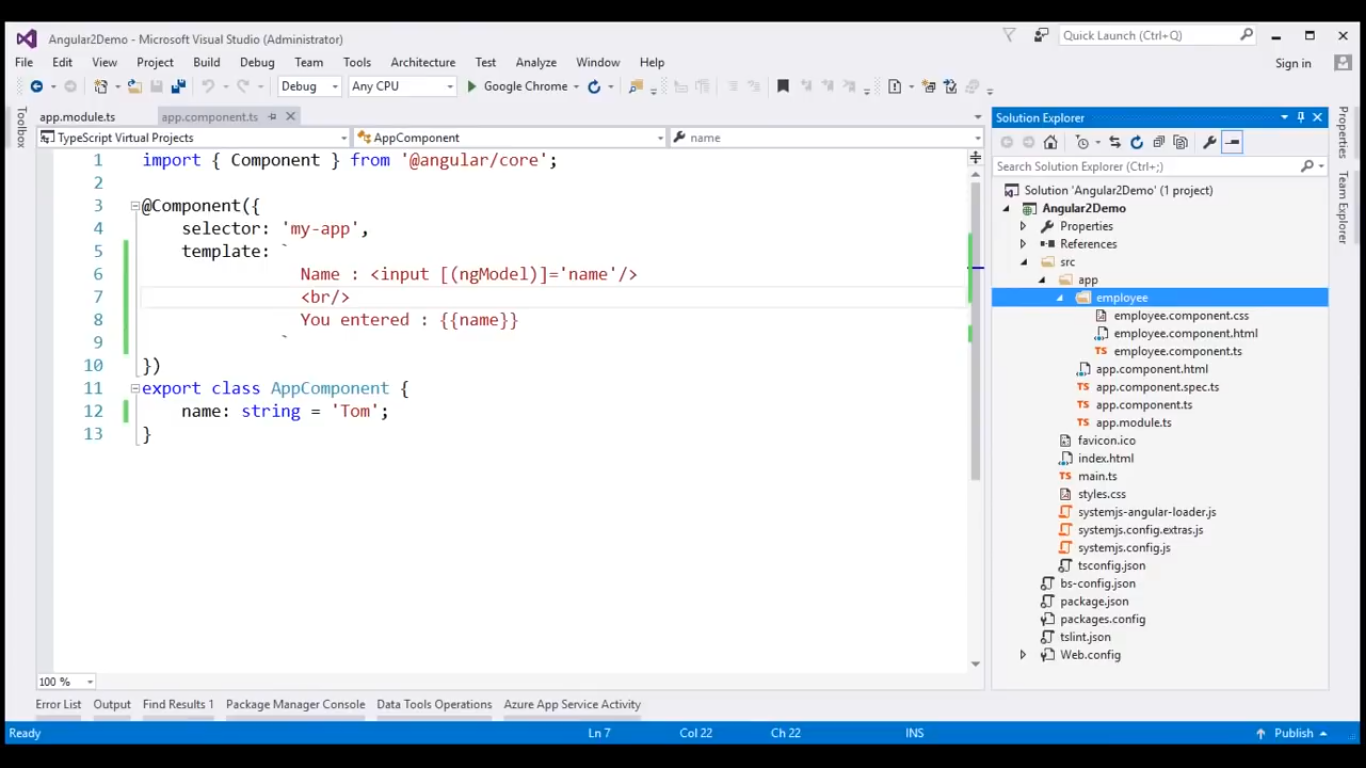 Angular2Demo - Microsoft Visual Studio (Administrator)
Quick Launch (Ctrl+Q)
File Edit View Project Build Debug Team Tools Architecture Test Analyze Window Help
Sign in
Debug Any CPU Google Chrome
Toolbox
app.module.ts app.component.ts
TypeScript Virtual Projects AppComponent name
1 import { Component } from '@angular/core';
2
3 @Component({
4 selector: 'my-app',
5 template: `
6 Name : <input [(ngModel)]='name'/>
7 <br/>
8 You entered : {{name}}
9 `
10 })
11 export class AppComponent {
12 name: string = 'Tom';
13 }
100 %
Solution Explorer
Search Solution Explorer (Ctrl+;)
Solution 'Angular2Demo' (1 project)
Angular2Demo
Properties
References
src
app
employee
employee.component.css
employee.component.html
employee.component.ts
app.component.html
app.component.spec.ts
app.component.ts
app.module.ts
favicon.ico
index.html
main.ts
styles.css
systemjs-angular-loader.js
systemjs.config.extras.js
systemjs.config.js
tsconfig.json
bs-config.json
package.json
packages.config
tslint.json
Web.config
Properties
Team Explorer
Error List Output Find Results 1 Package Manager Console Data Tools Operations Azure App Service Activity
Ready Ln 7 Col 22 Ch 22 INS Publish